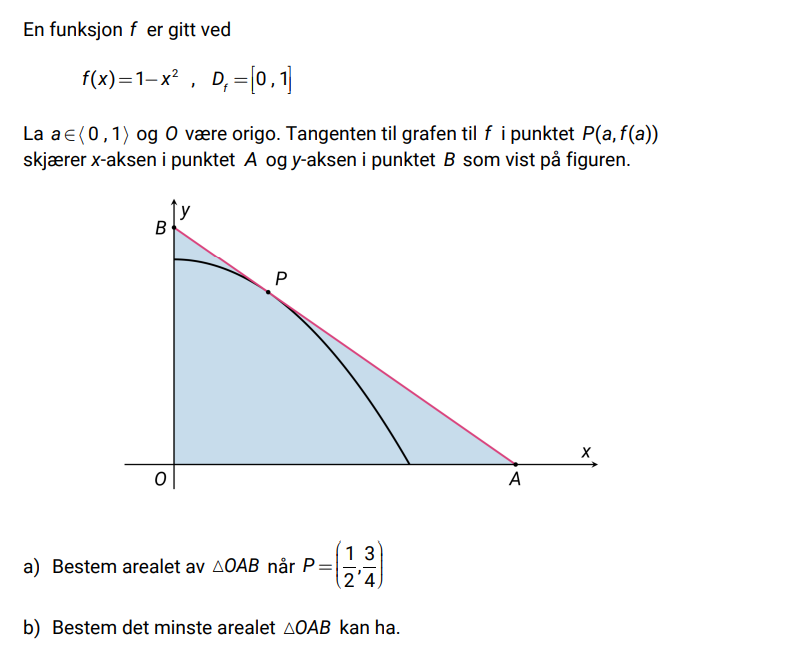 En funksjon f er gitt ved
f(x)=1−x² , D_f=[0,1]
La a∈⟨0,1⟩ og O være origo. Tangenten til grafen til f i punktet P(a,f(a))
skjærer x-aksen i punktet A og y-aksen i punktet B som vist på figuren.
y
B
P
x
O
A
a) Bestem arealet av △OAB når P=(1/2,3/4)
b) Bestem det minste arealet △OAB kan ha.